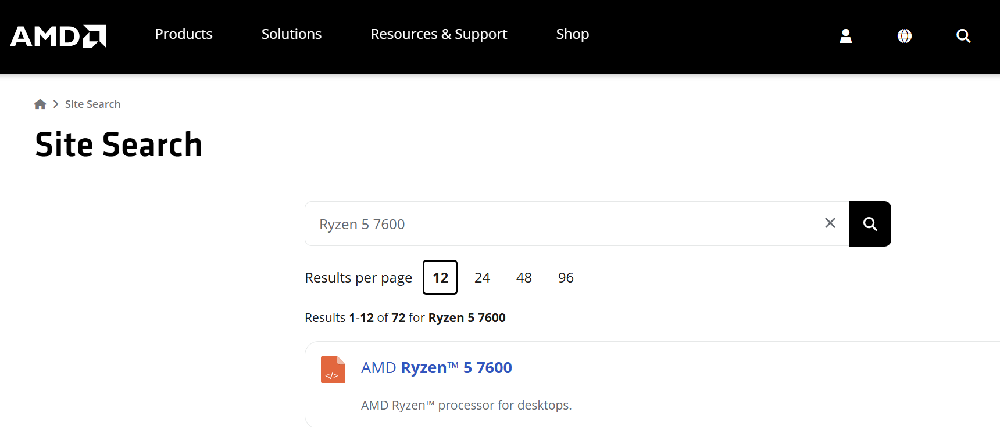 AMD Products Solutions Resources & Support Shop
Site Search
Site Search
Ryzen 5 7600
Results per page 12 24 48 96
Results 1-12 of 72 for Ryzen 5 7600
AMD Ryzen™ 5 7600
</>
AMD Ryzen™ processor for desktops.